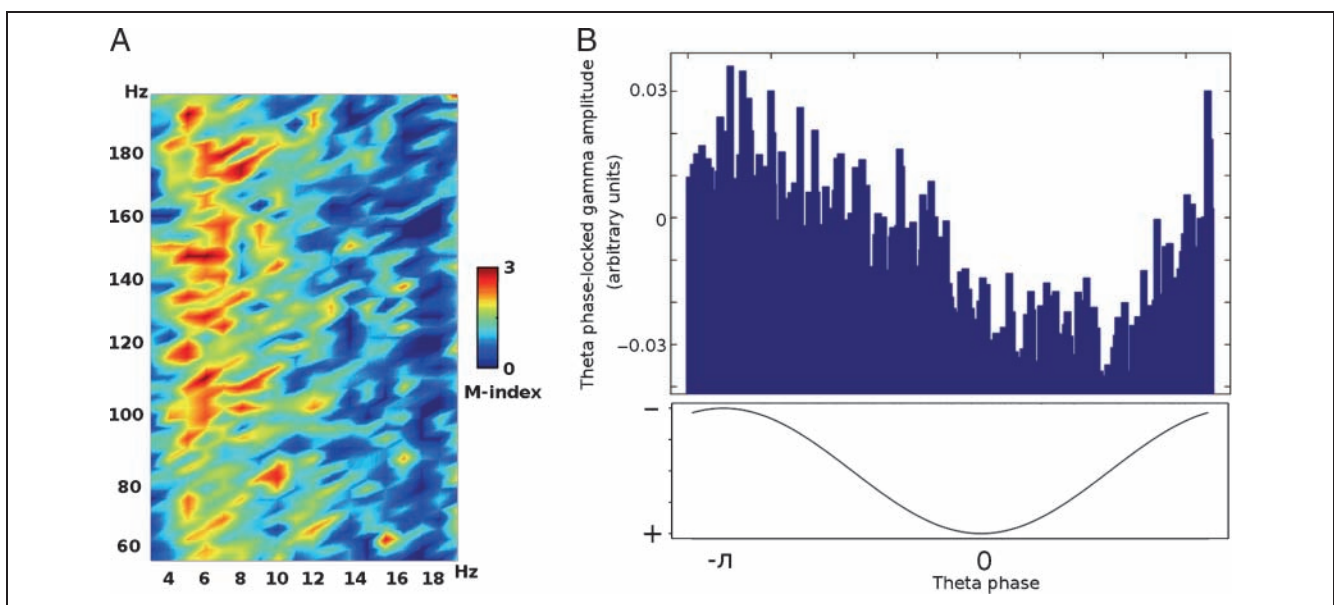 A
Hz
180
160
140
120
100
80
60
4 6 8 10 12 14 16 18 Hz
3
0
M-index
B
Theta phase-locked gamma amplitude
(arbitrary units)
0.03
0
−0.03
−
+
-л 0
Theta phase